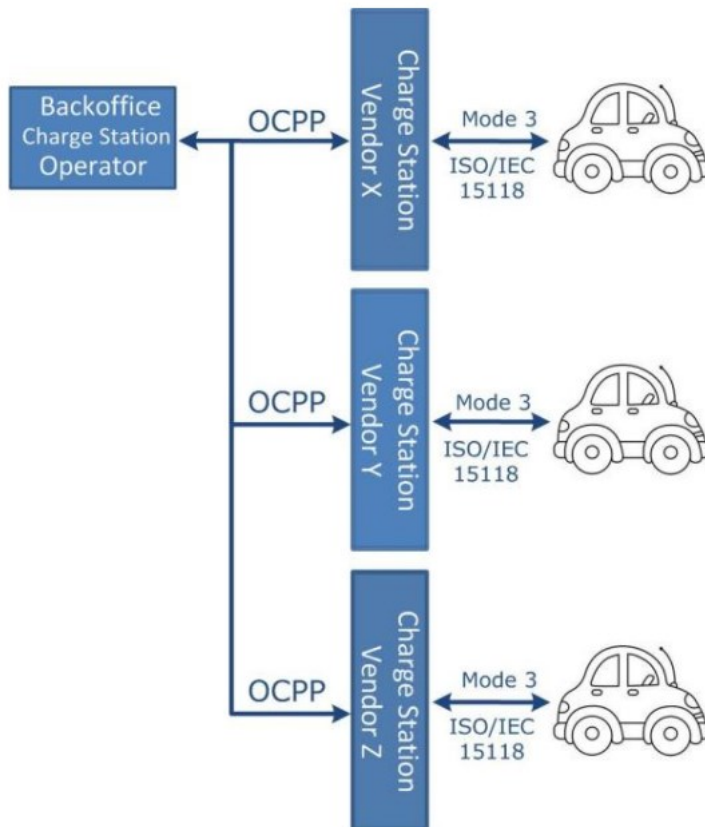 Backoffice
Charge Station
Operator
OCPP
Charge Station
Vendor X
Mode 3
ISO/IEC
15118
OCPP
Charge Station
Vendor Y
Mode 3
ISO/IEC
15118
OCPP
Charge Station
Vendor Z
Mode 3
ISO/IEC
15118